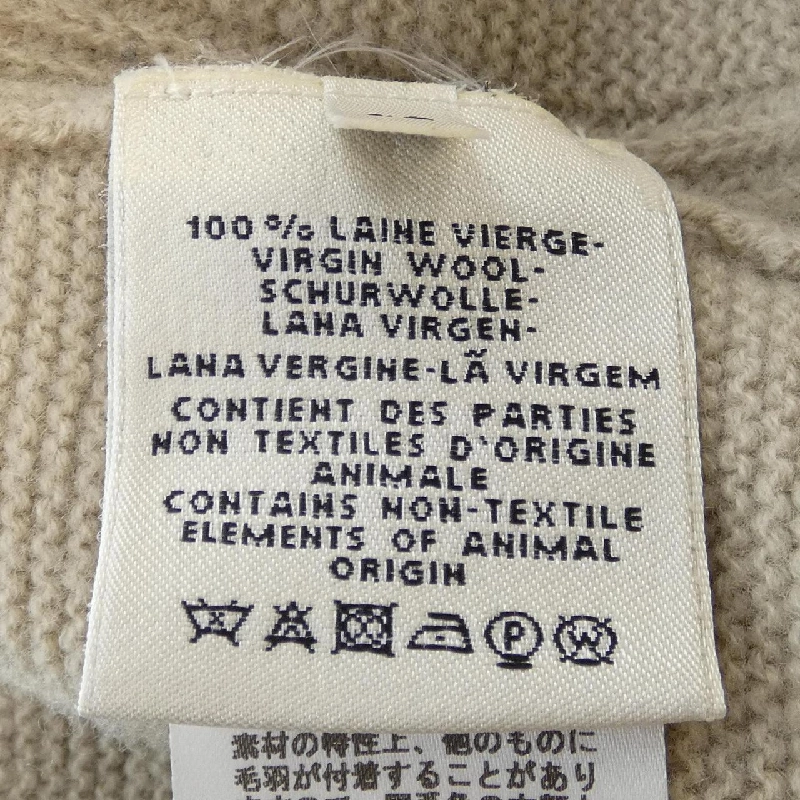 100% LAINE VIERGE-
VIRGIN WOOL-
SCHURWOLLE-
LANA VIRGEN-
LANA VERGINE-LÃ VIRGEM
CONTIENT DES PARTIES
NON TEXTILES D'ORIGINE
ANIMALE
CONTAINS NON-TEXTILE
ELEMENTS OF ANIMAL
ORIGIN
P W
素材の特性上、他のものに
毛羽が付着することがあり